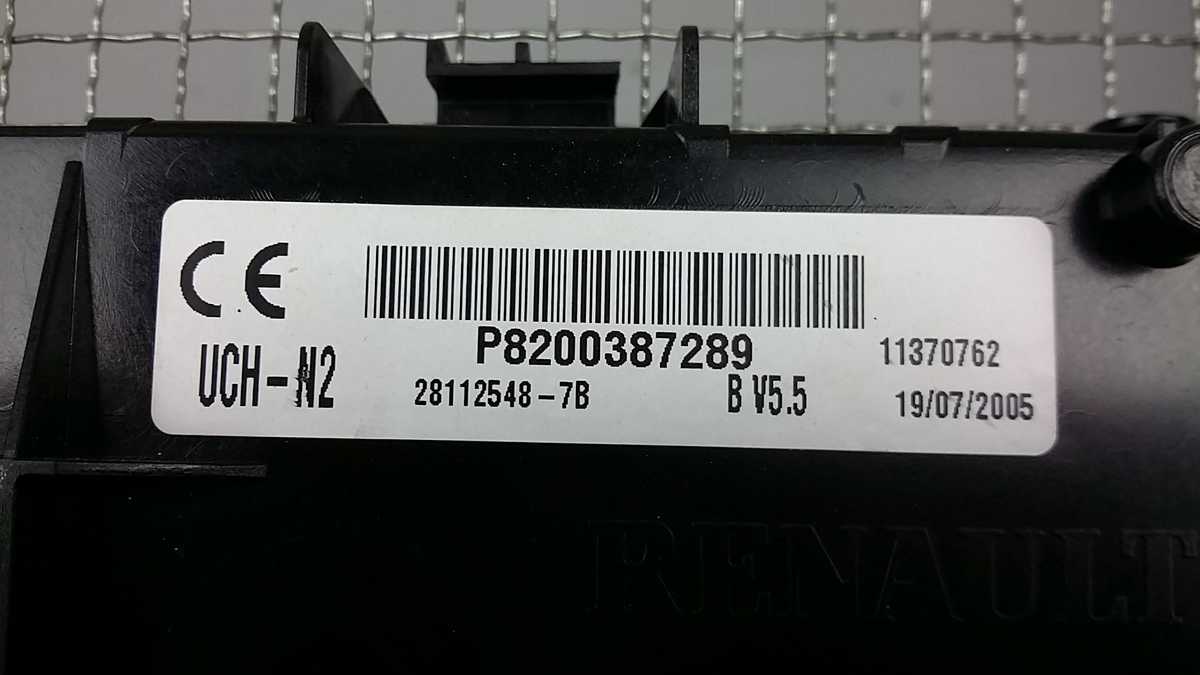 CE
P8200387289
11370762
UCH-N2
28112548-7B
B V5.5
19/07/2005
RENAULT